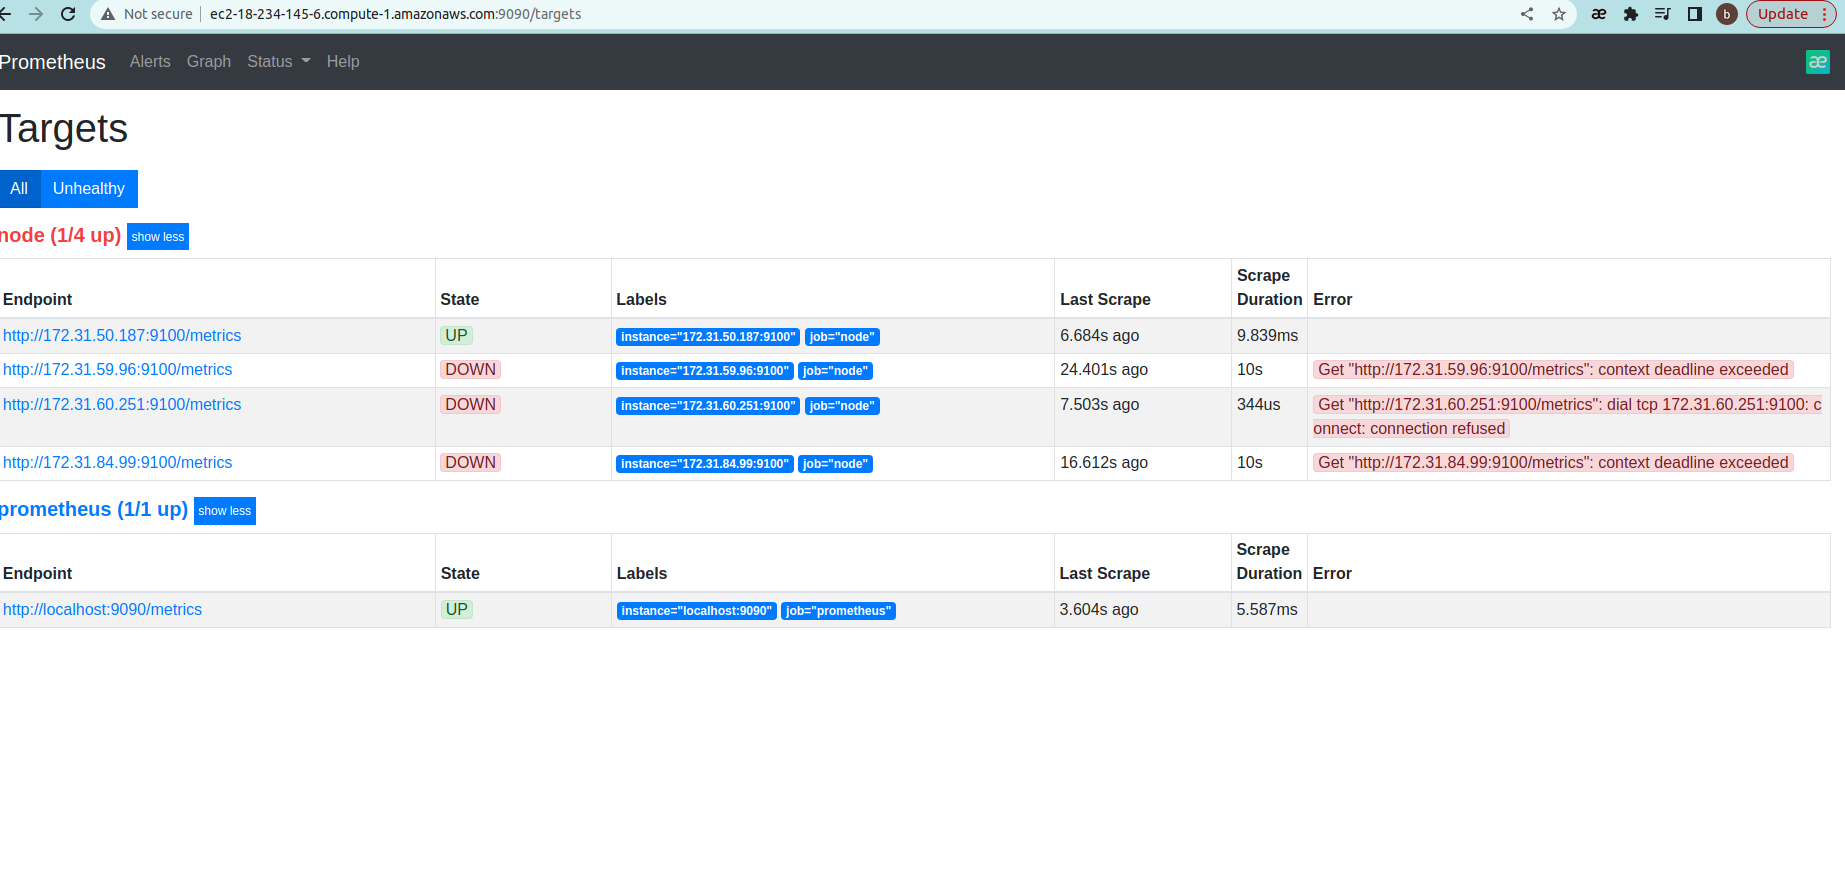 Not secure ec2-18-234-145-6.compute-1.amazonaws.com:9090/targets æ b Update
Prometheus Alerts Graph Status Help æ
Targets
All Unhealthy
node (1/4 up) show less
Endpoint State Labels Last Scrape Scrape Duration Error
http://172.31.50.187:9100/metrics UP instance="172.31.50.187:9100" job="node" 6.684s ago 9.839ms
http://172.31.59.96:9100/metrics DOWN instance="172.31.59.96:9100" job="node" 24.401s ago 10s Get "http://172.31.59.96:9100/metrics": context deadline exceeded
http://172.31.60.251:9100/metrics DOWN instance="172.31.60.251:9100" job="node" 7.503s ago 344us Get "http://172.31.60.251:9100/metrics": dial tcp 172.31.60.251:9100: c
onnect: connection refused
http://172.31.84.99:9100/metrics DOWN instance="172.31.84.99:9100" job="node" 16.612s ago 10s Get "http://172.31.84.99:9100/metrics": context deadline exceeded
prometheus (1/1 up) show less
Endpoint State Labels Last Scrape Scrape Duration Error
http://localhost:9090/metrics UP instance="localhost:9090" job="prometheus" 3.604s ago 5.587ms